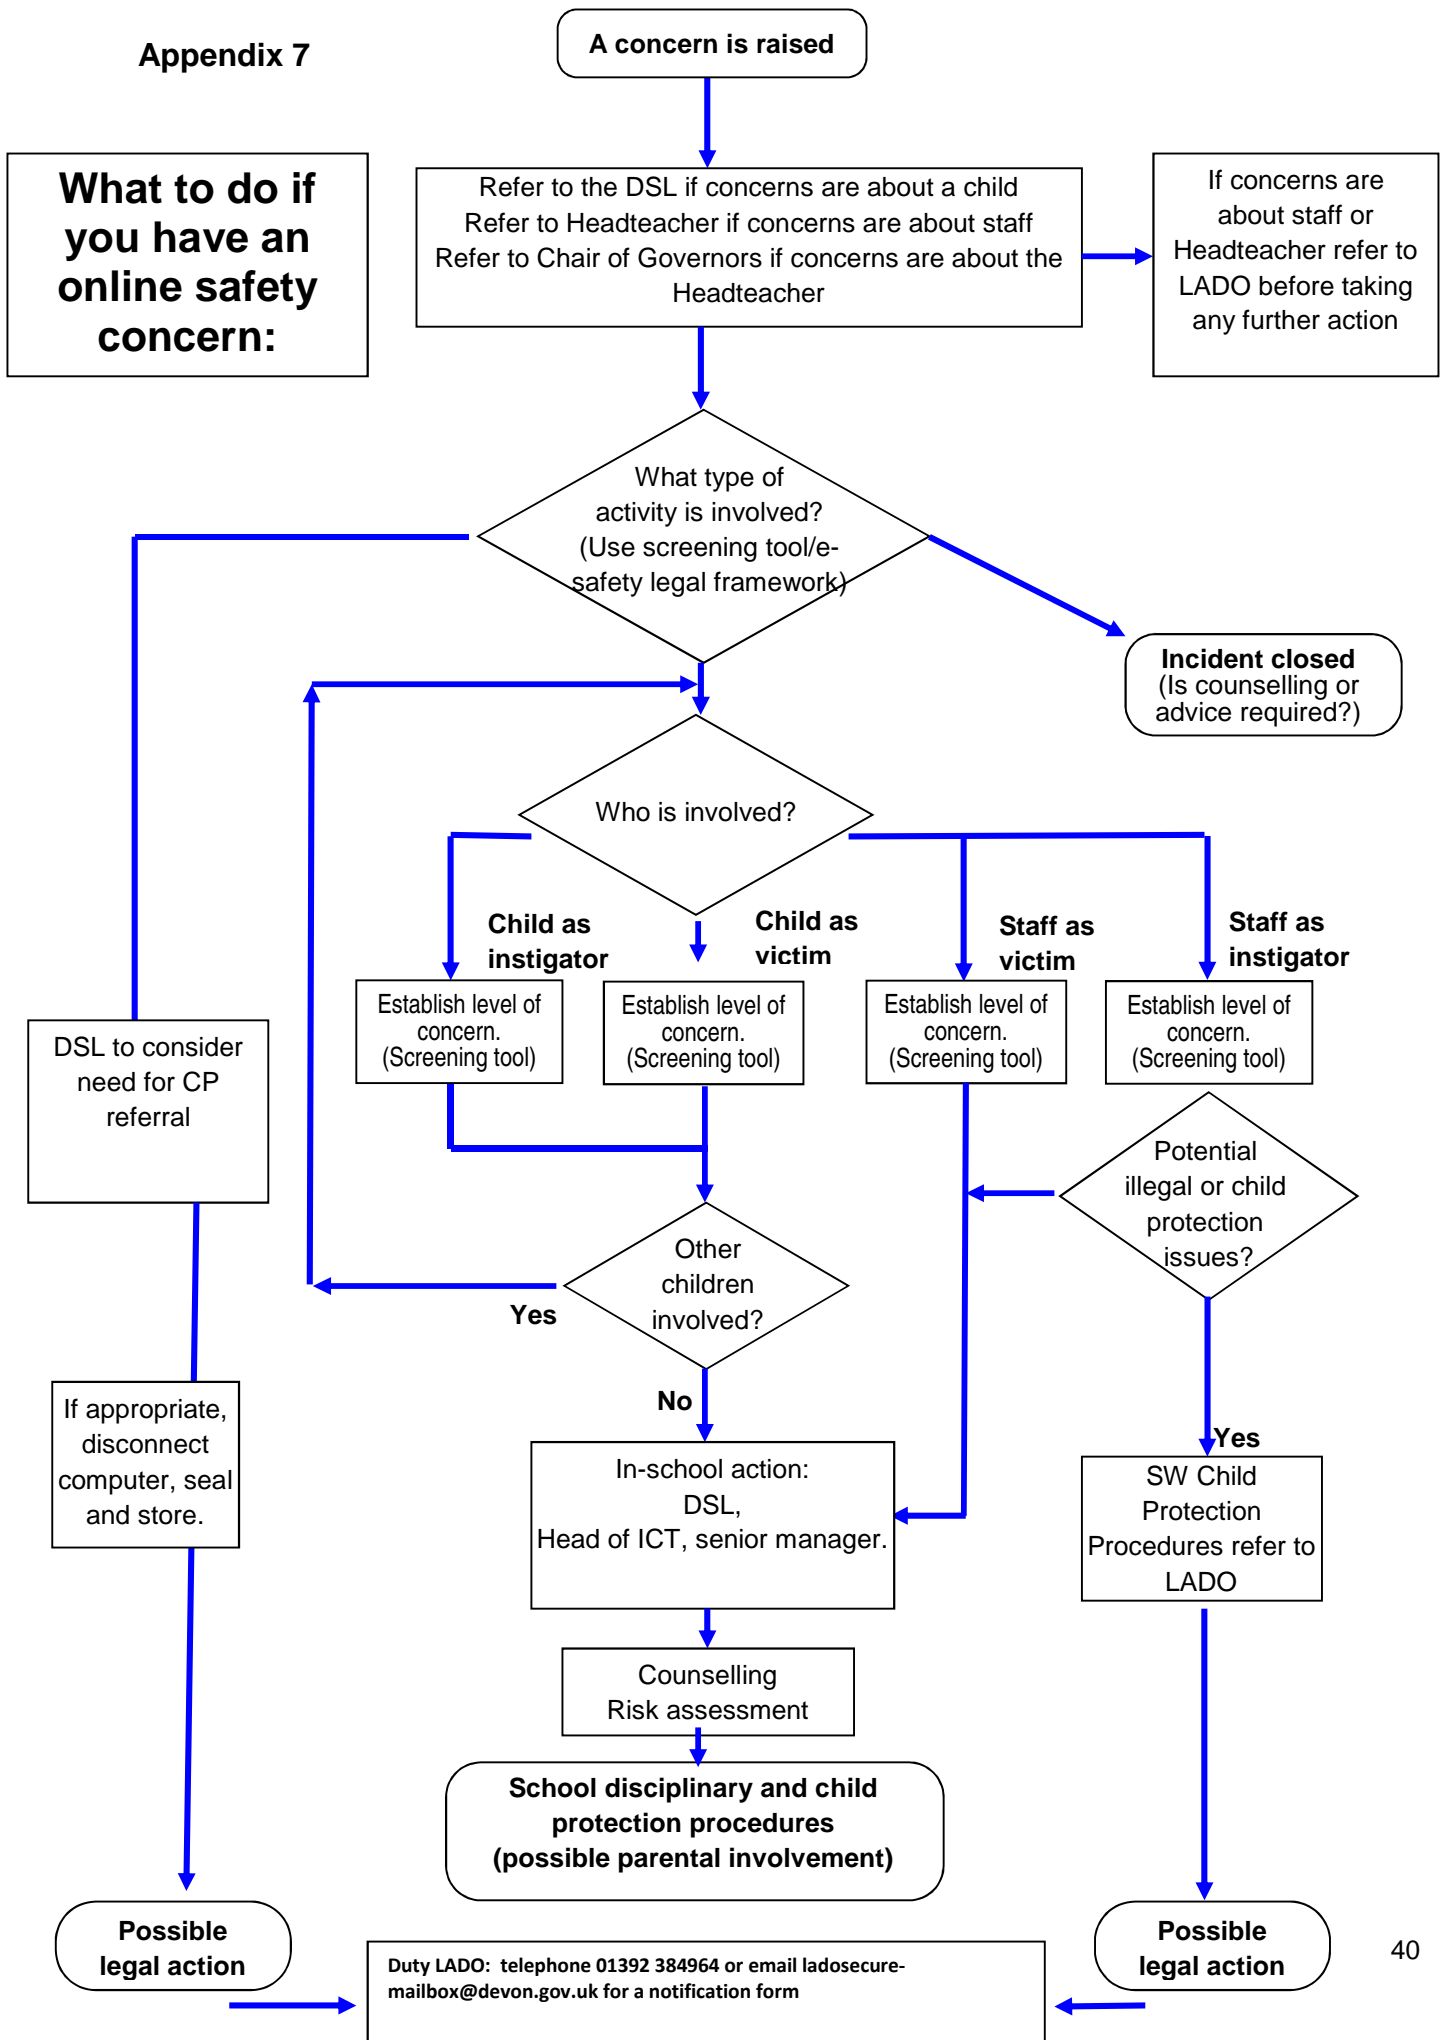 Appendix 7
A concern is raised
What to do if
you have an
online safety
concern:
Refer to the DSL if concerns are about a child
Refer to Headteacher if concerns are about staff
Refer to Chair of Governors if concerns are about the
Headteacher
If concerns are
about staff or
Headteacher refer to
LADO before taking
any further action
What type of
activity is involved?
(Use screening tool/e-
safety legal framework)
Incident closed
(Is counselling or
advice required?)
Who is involved?
Child as
instigator
Child as
victim
Staff as
victim
Staff as
instigator
Establish level of
concern.
(Screening tool)
Establish level of
concern.
(Screening tool)
Establish level of
concern.
(Screening tool)
Establish level of
concern.
(Screening tool)
DSL to consider
need for CP
referral
Potential
illegal or child
protection
issues?
Other
children
involved?
Yes
No
If appropriate,
disconnect
computer, seal
and store.
In-school action:
DSL,
Head of ICT, senior manager.
Yes
SW Child
Protection
Procedures refer to
LADO
Counselling
Risk assessment
School disciplinary and child
protection procedures
(possible parental involvement)
Possible
legal action
Possible
legal action
Duty LADO: telephone 01392 384964 or email ladosecure-
mailbox@devon.gov.uk for a notification form
40